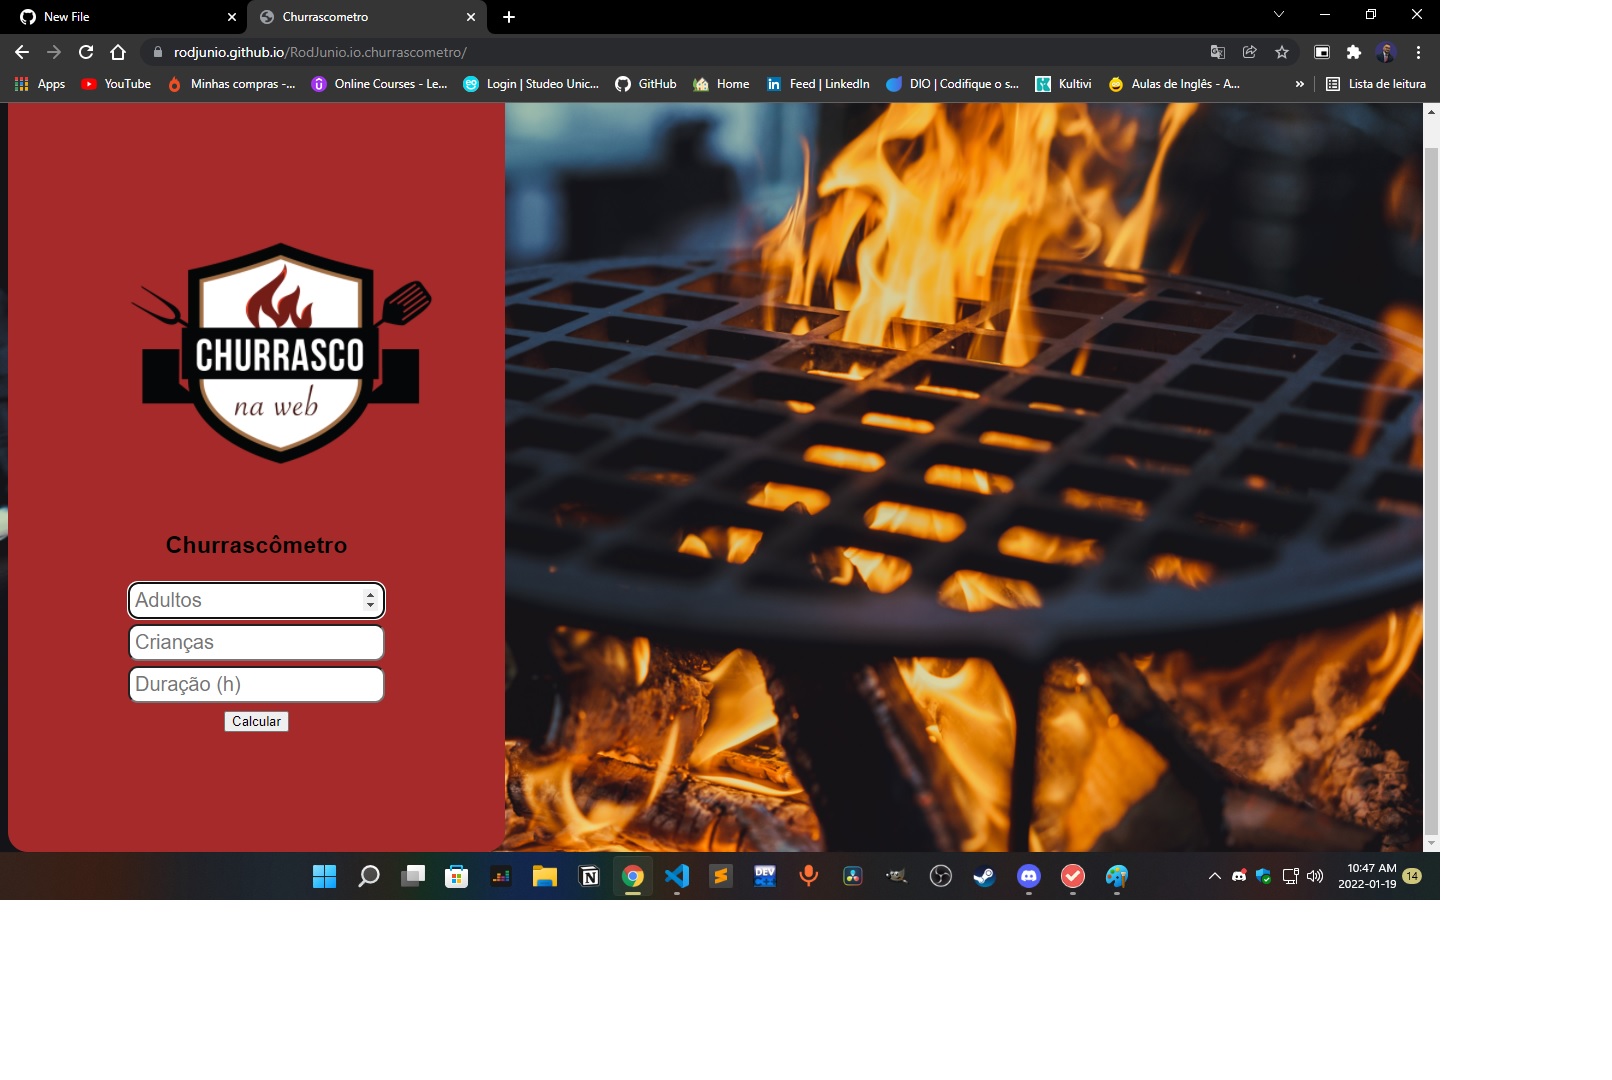 New File
Churrascometro
rodjunio.github.io/RodJunio.io.churrascometro/
Apps YouTube Minhas compras -... Online Courses - Le... Login | Studeo Unic... GitHub Home Feed | LinkedIn DIO | Codifique o s... Kultivi Aulas de Inglês - A... » Lista de leitura
CHURRASCO
na web
Churrascômetro
Adultos
Crianças
Duração (h)
Calcular
DEV
10:47 AM
2022-01-19
14